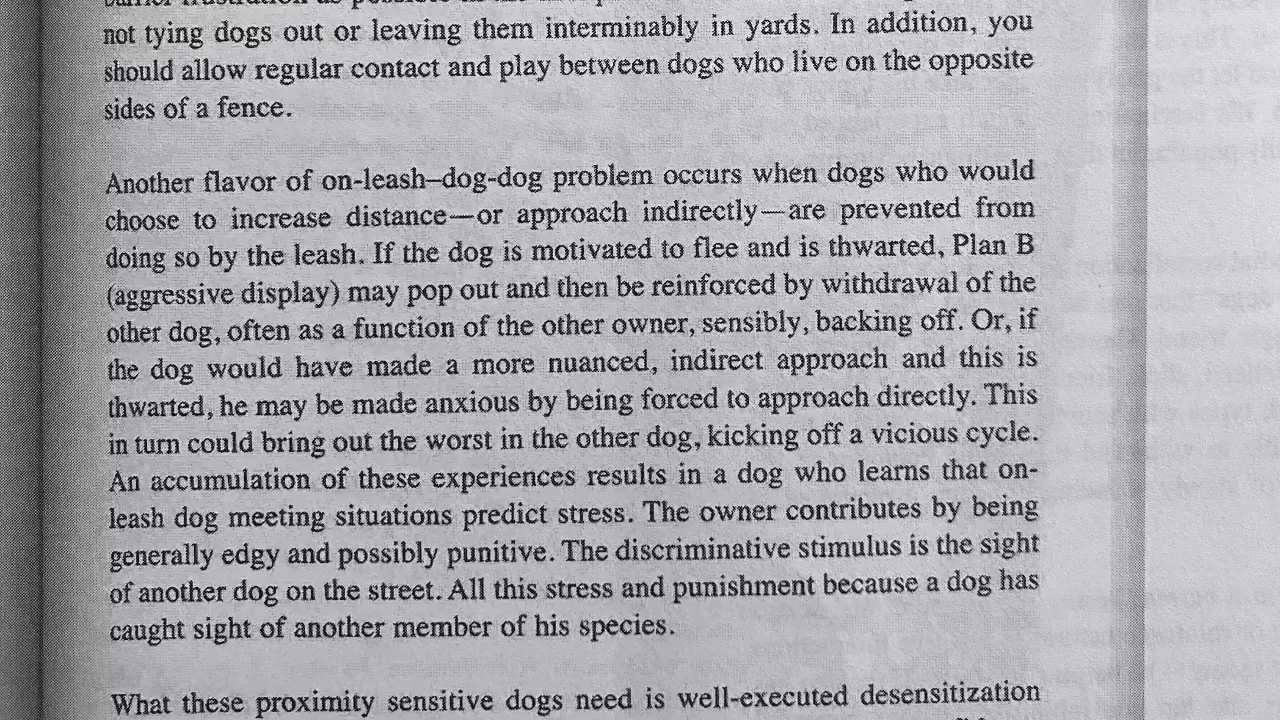 not tying dogs out or leaving them interminably in yards. In addition, you
should allow regular contact and play between dogs who live on the opposite
sides of a fence.
Another flavor of on-leash–dog-dog problem occurs when dogs who would
choose to increase distance—or approach indirectly—are prevented from
doing so by the leash. If the dog is motivated to flee and is thwarted, Plan B
(aggressive display) may pop out and then be reinforced by withdrawal of the
other dog, often as a function of the other owner, sensibly, backing off. Or, if
the dog would have made a more nuanced, indirect approach and this is
thwarted, he may be made anxious by being forced to approach directly. This
in turn could bring out the worst in the other dog, kicking off a vicious cycle.
An accumulation of these experiences results in a dog who learns that on-
leash dog meeting situations predict stress. The owner contributes by being
generally edgy and possibly punitive. The discriminative stimulus is the sight
of another dog on the street. All this stress and punishment because a dog has
caught sight of another member of his species.
What these proximity sensitive dogs need is well-executed desensitization